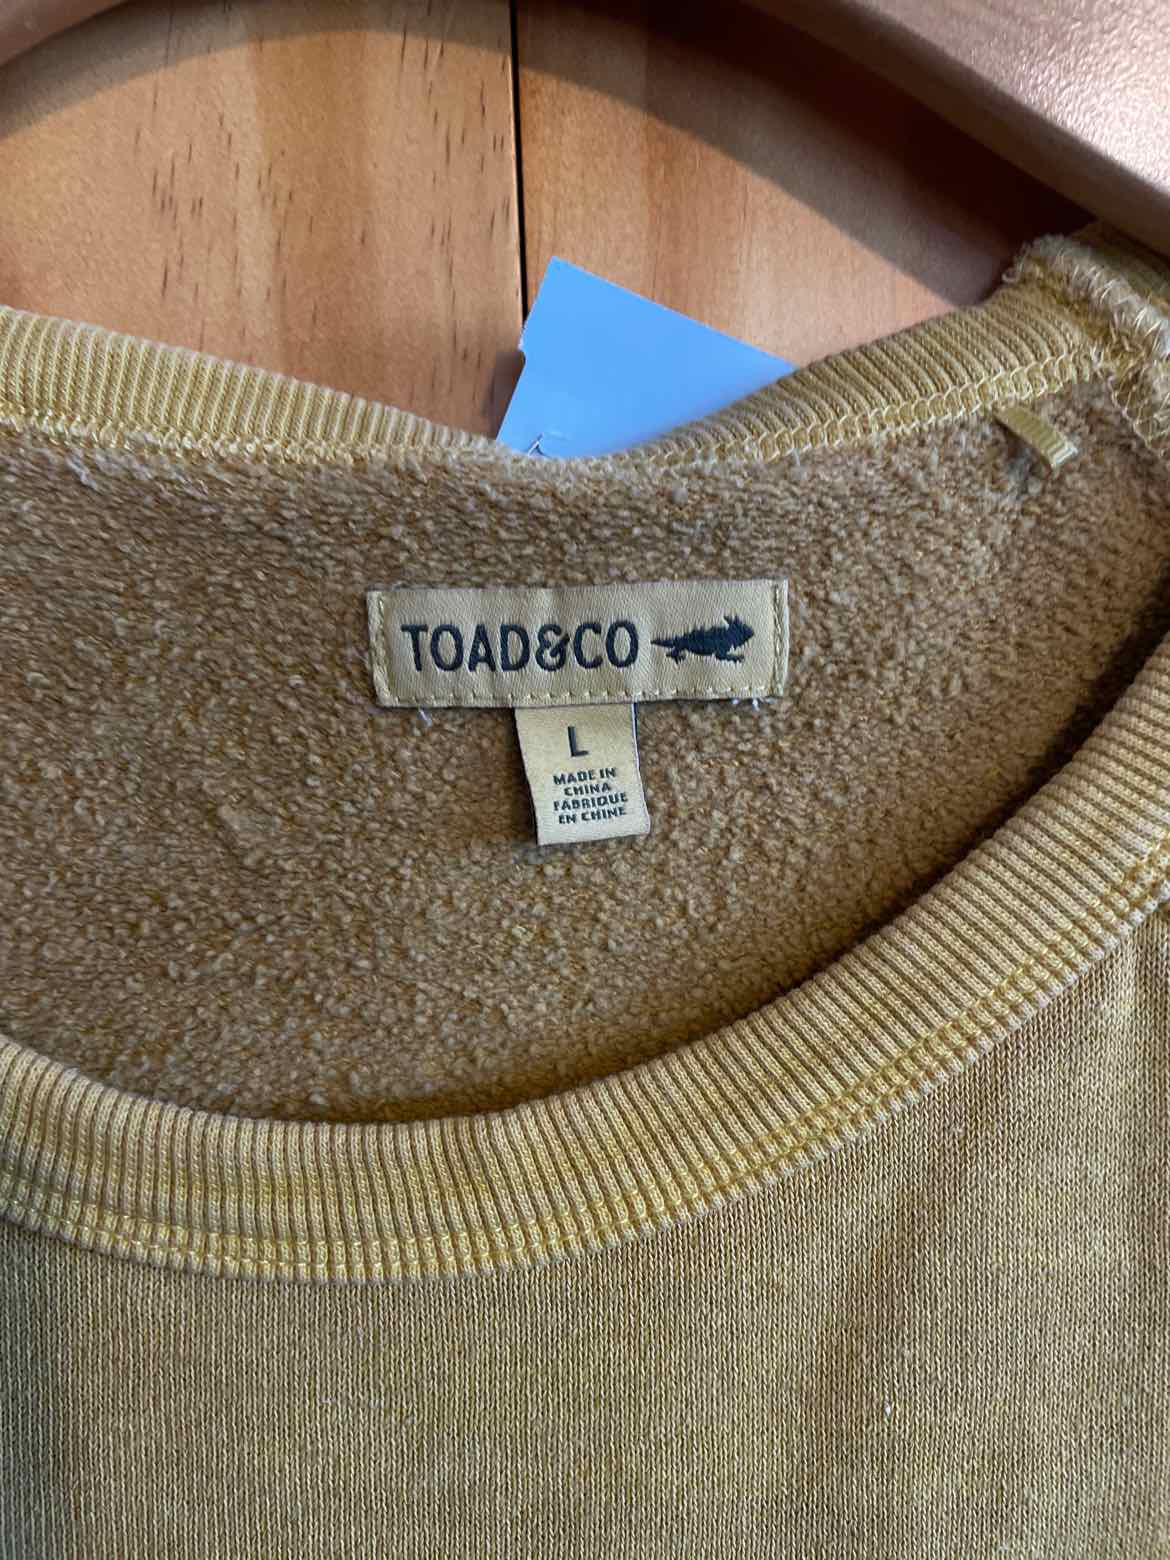 TOAD&CO
L
MADE IN
CHINA
FABRIQUE
EN CHINE